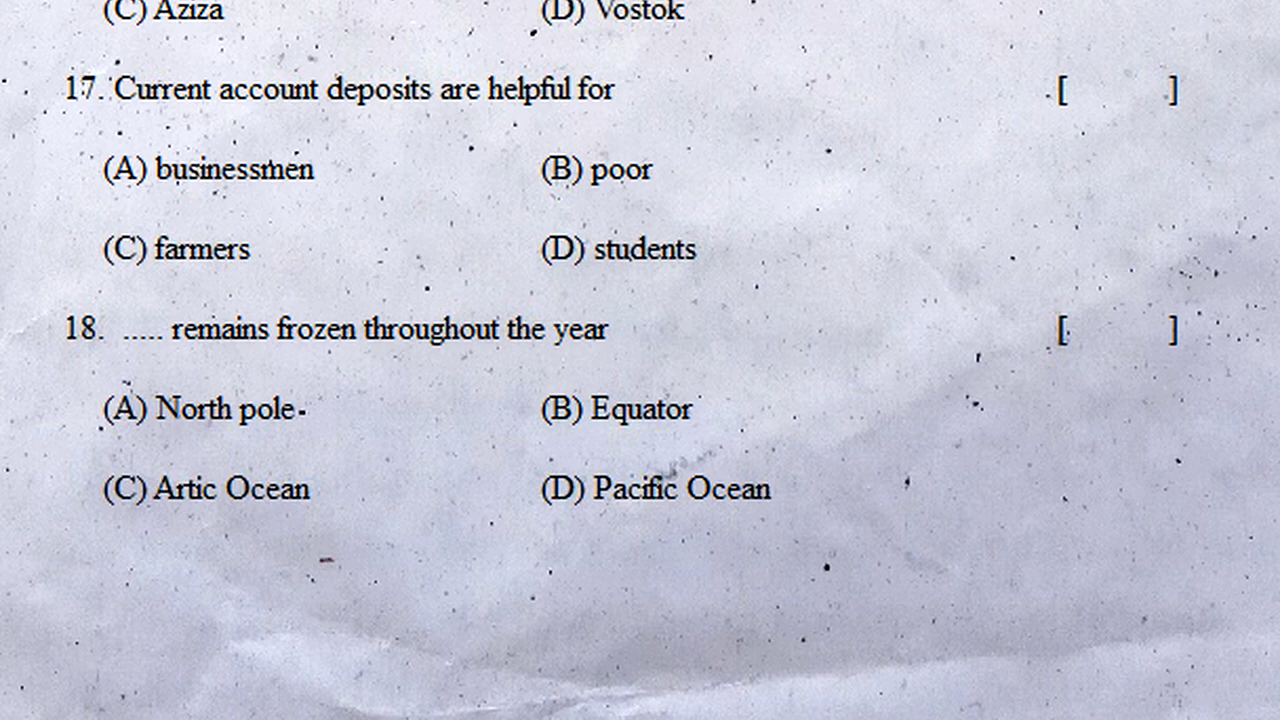 (C) Aziza (D) Vostok
17. Current account deposits are helpful for [ ]
(A) businessmen (B) poor
(C) farmers (D) students
18. ..... remains frozen throughout the year [ ]
(A) North pole (B) Equator
(C) Artic Ocean (D) Pacific Ocean